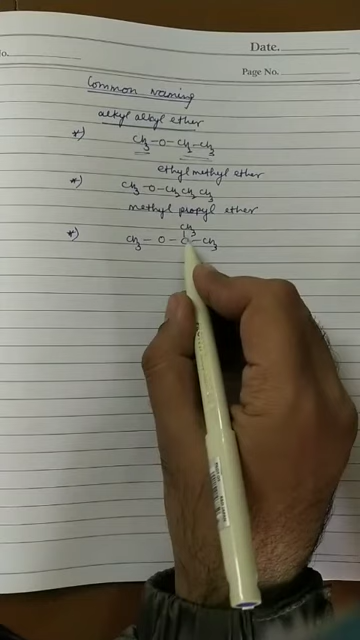 Date.
No.
Page No.
Common Naming
alkyl alkyl ether
*) CH3-O-CH2-CH3
ethyl methyl ether
*) CH3-O-CH2CH2CH3
methyl propyl ether
CH3
*) CH3-O-C-CH3